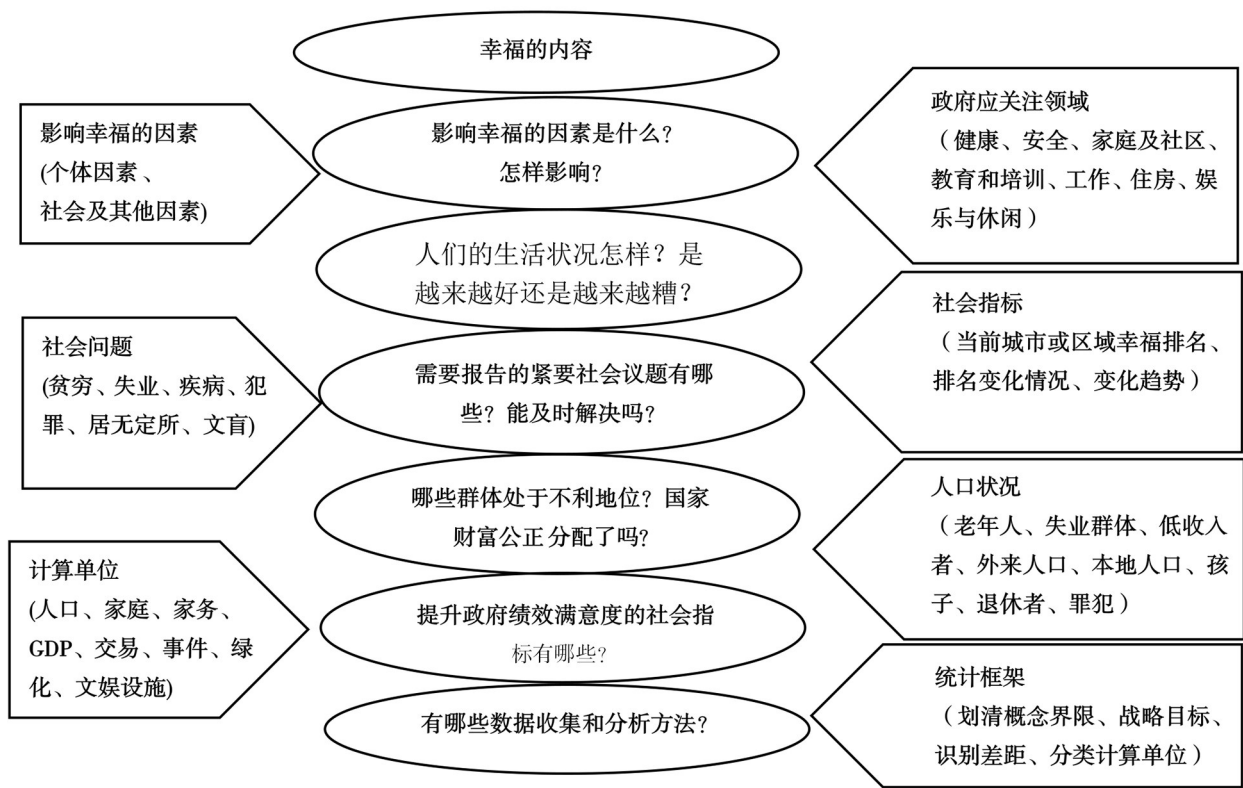 幸福的内容
影响幸福的因素是什么?
怎样影响?
人们的生活状况怎样？是
越来越好还是越来越糟？
需要报告的紧要社会议题有哪
些？能及时解决吗？
哪些群体处于不利地位？国家
财富公正分配了吗？
提升政府绩效满意度的社会指
标有哪些？
有哪些数据收集和分析方法？
影响幸福的因素
(个体因素、
社会及其他因素)
社会问题
(贫穷、失业、疾病、犯
罪、居无定所、文盲)
计算单位
(人口、家庭、家务、
GDP、交易、事件、绿
化、文娱设施)
政府应关注领域
（健康、安全、家庭及社区、
教育和培训、工作、住房、娱
乐与休闲）
社会指标
（当前城市或区域幸福排名、
排名变化情况、变化趋势）
人口状况
（老年人、失业群体、低收入
者、外来人口、本地人口、孩
子、退休者、罪犯）
统计框架
（划清概念界限、战略目标、
识别差距、分类计算单位）